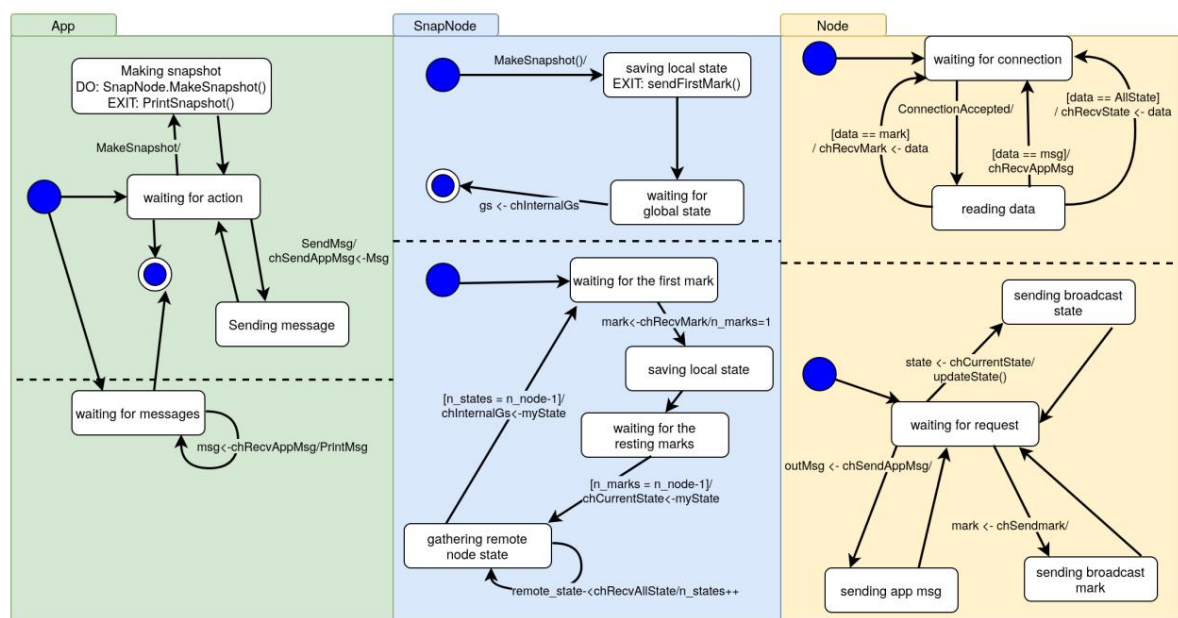 App
Making snapshot
DO: SnapNode.MakeSnapshot()
EXIT: PrintSnapshot()
MakeSnapshot/
waiting for action
SendMsg/
chSendAppMsg<-Msg
Sending message
waiting for messages
msg<-chRecvAppMsg/PrintMsg
SnapNode
MakeSnapshot()/
saving local state
EXIT: sendFirstMark()
waiting for
global state
gs <- chInternalGs
waiting for the first mark
mark<-chRecvMark/n_marks=1
saving local state
[n_states = n_node-1]/
chInternalGs<-myState
waiting for the
resting marks
[n_marks = n_node-1]/
chCurrentState<-myState
gathering remote
node state
remote_state-<chRecvAllState/n_states++
Node
waiting for connection
ConnectionAccepted/
[data == AllState]
/ chRecvState <- data
[data == mark]
/ chRecvMark <- data
[data == msg]/
chRecvAppMsg
reading data
sending broadcast
state
state <- chCurrentState/
updateState()
waiting for request
outMsg <- chSendAppMsg/
mark <- chSendmark/
sending app msg
sending broadcast
mark